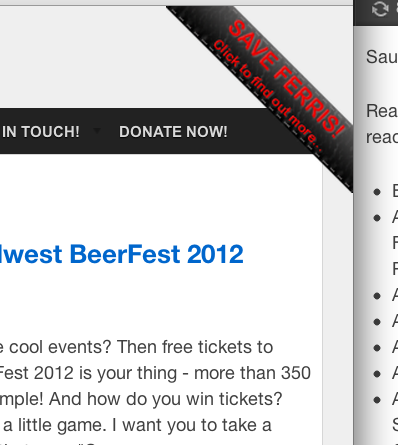 SAVE FERRIS!
Click to find out more...
IN TOUCH!
DONATE NOW!
west BeerFest 2012
cool events? Then free tickets to
Fest 2012 is your thing - more than 350
mple! And how do you win tickets?
a little game. I want you to take a
Sau
Rea
read